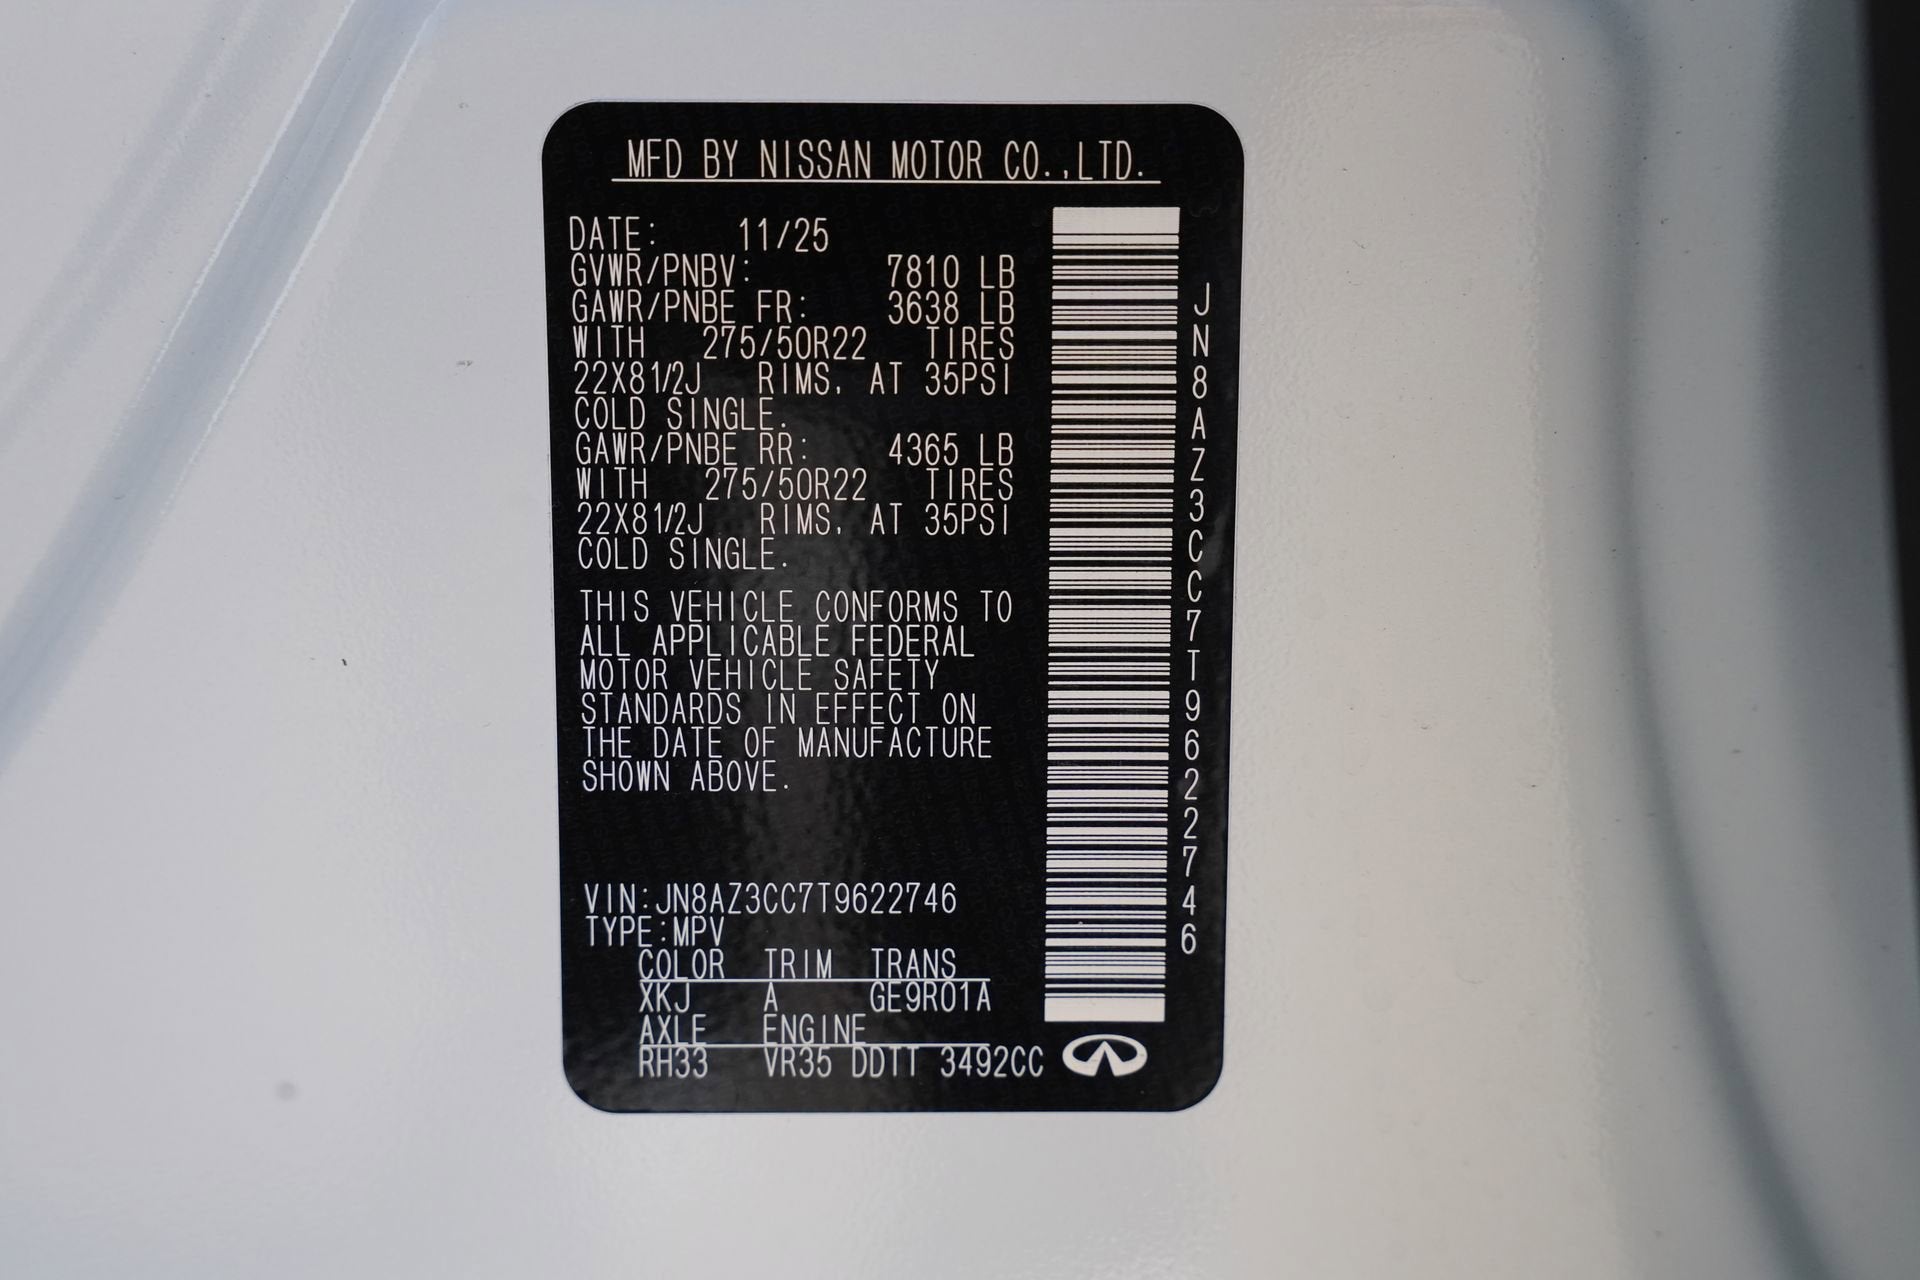 MFD BY NISSAN MOTOR CO.,LTD.
DATE: 11/25
GVWR/PNBV: 7810 LB
GAWR/PNBE FR: 3638 LB
WITH 275/50R22 TIRES
22X81/2J RIMS, AT 35PSI
COLD SINGLE.
GAWR/PNBE RR: 4365 LB
WITH 275/50R22 TIRES
22X81/2J RIMS, AT 35PSI
COLD SINGLE.
THIS VEHICLE CONFORMS TO
ALL APPLICABLE FEDERAL
MOTOR VEHICLE SAFETY
STANDARDS IN EFFECT ON
THE DATE OF MANUFACTURE
SHOWN ABOVE.
VIN:JN8AZ3CC7T9622746
TYPE:MPV
COLOR TRIM TRANS
XKJ A GE9R01A
AXLE ENGINE
RH33 VR35 DDTT 3492CC
JN8AZ3CC7T9622746